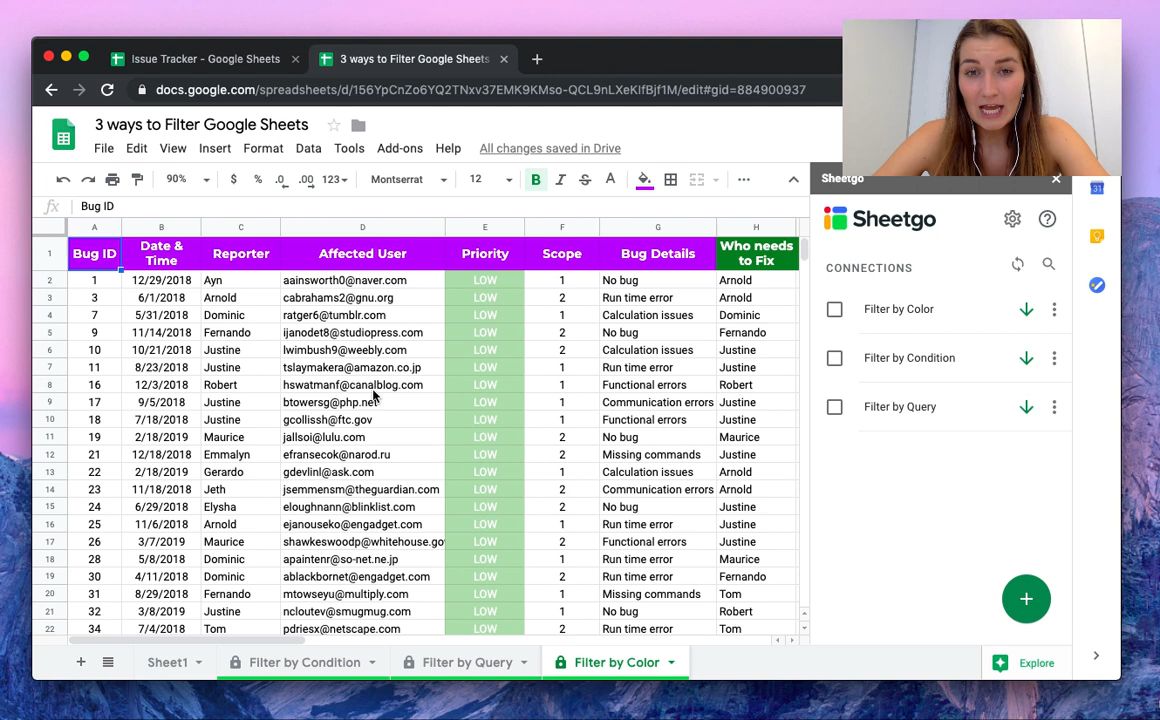 Issue Tracker - Google Sheets
3 ways to Filter Google Sheets
docs.google.com/spreadsheets/d/156YpCnZo6YQ2TNxv37EMK9KMso-QCL9nLXeKIfBjf1M/edit#gid=884900937
3 ways to Filter Google Sheets
File Edit View Insert Format Data Tools Add-ons Help All changes saved in Drive
90% $ % .0 .00 123 Montserrat 12 B I S A
fx Bug ID
A B C D E F G H
1 Bug ID Date & Time Reporter Affected User Priority Scope Bug Details Who needs to Fix
2 1 12/29/2018 Ayn aainsworth0@naver.com LOW 1 No bug Arnold
3 3 6/1/2018 Arnold cabrahams2@gnu.org LOW 2 Run time error Arnold
4 7 5/31/2018 Dominic ratger6@tumblr.com LOW 1 Calculation issues Dominic
5 9 11/14/2018 Fernando ijanodet8@studiopress.com LOW 2 No bug Fernando
6 10 10/21/2018 Justine lwimbush9@weebly.com LOW 2 Calculation issues Justine
7 11 8/23/2018 Justine tslaymakera@amazon.co.jp LOW 1 Run time error Justine
8 16 12/3/2018 Robert hswatmanf@canalblog.com LOW 1 Functional errors Robert
9 17 9/5/2018 Justine btowersg@php.net LOW 1 Communication errors Justine
10 18 7/18/2018 Justine gcollissh@ftc.gov LOW 1 Functional errors Justine
11 19 2/18/2019 Maurice jallsoi@lulu.com LOW 2 No bug Maurice
12 21 12/18/2018 Emmalyn efransecok@narod.ru LOW 2 Missing commands Justine
13 22 2/18/2019 Gerardo gdevlinl@ask.com LOW 1 Calculation issues Arnold
14 23 11/18/2018 Jeth jsemmensm@theguardian.com LOW 2 Communication errors Arnold
15 24 6/29/2018 Elysha eloughnann@blinklist.com LOW 2 No bug Justine
16 25 11/6/2018 Arnold ejanouseko@engadget.com LOW 1 Run time error Justine
17 26 3/7/2019 Maurice shawkeswoodp@whitehouse.go LOW 2 Functional errors Justine
18 28 5/8/2018 Dominic apaintenr@so-net.ne.jp LOW 1 Run time error Maurice
19 30 4/11/2018 Dominic ablackbornet@engadget.com LOW 2 Run time error Fernando
20 31 8/29/2018 Fernando mtowseyu@multiply.com LOW 1 Missing commands Tom
21 32 3/8/2019 Justine ncloutev@smugmug.com LOW 1 No bug Robert
22 34 7/4/2018 Tom pdriesx@netscape.com LOW 2 Run time error Tom
Sheet1 Filter by Condition Filter by Query Filter by Color
Explore
Sheetgo
Sheetgo
CONNECTIONS
Filter by Color
Filter by Condition
Filter by Query
+
31